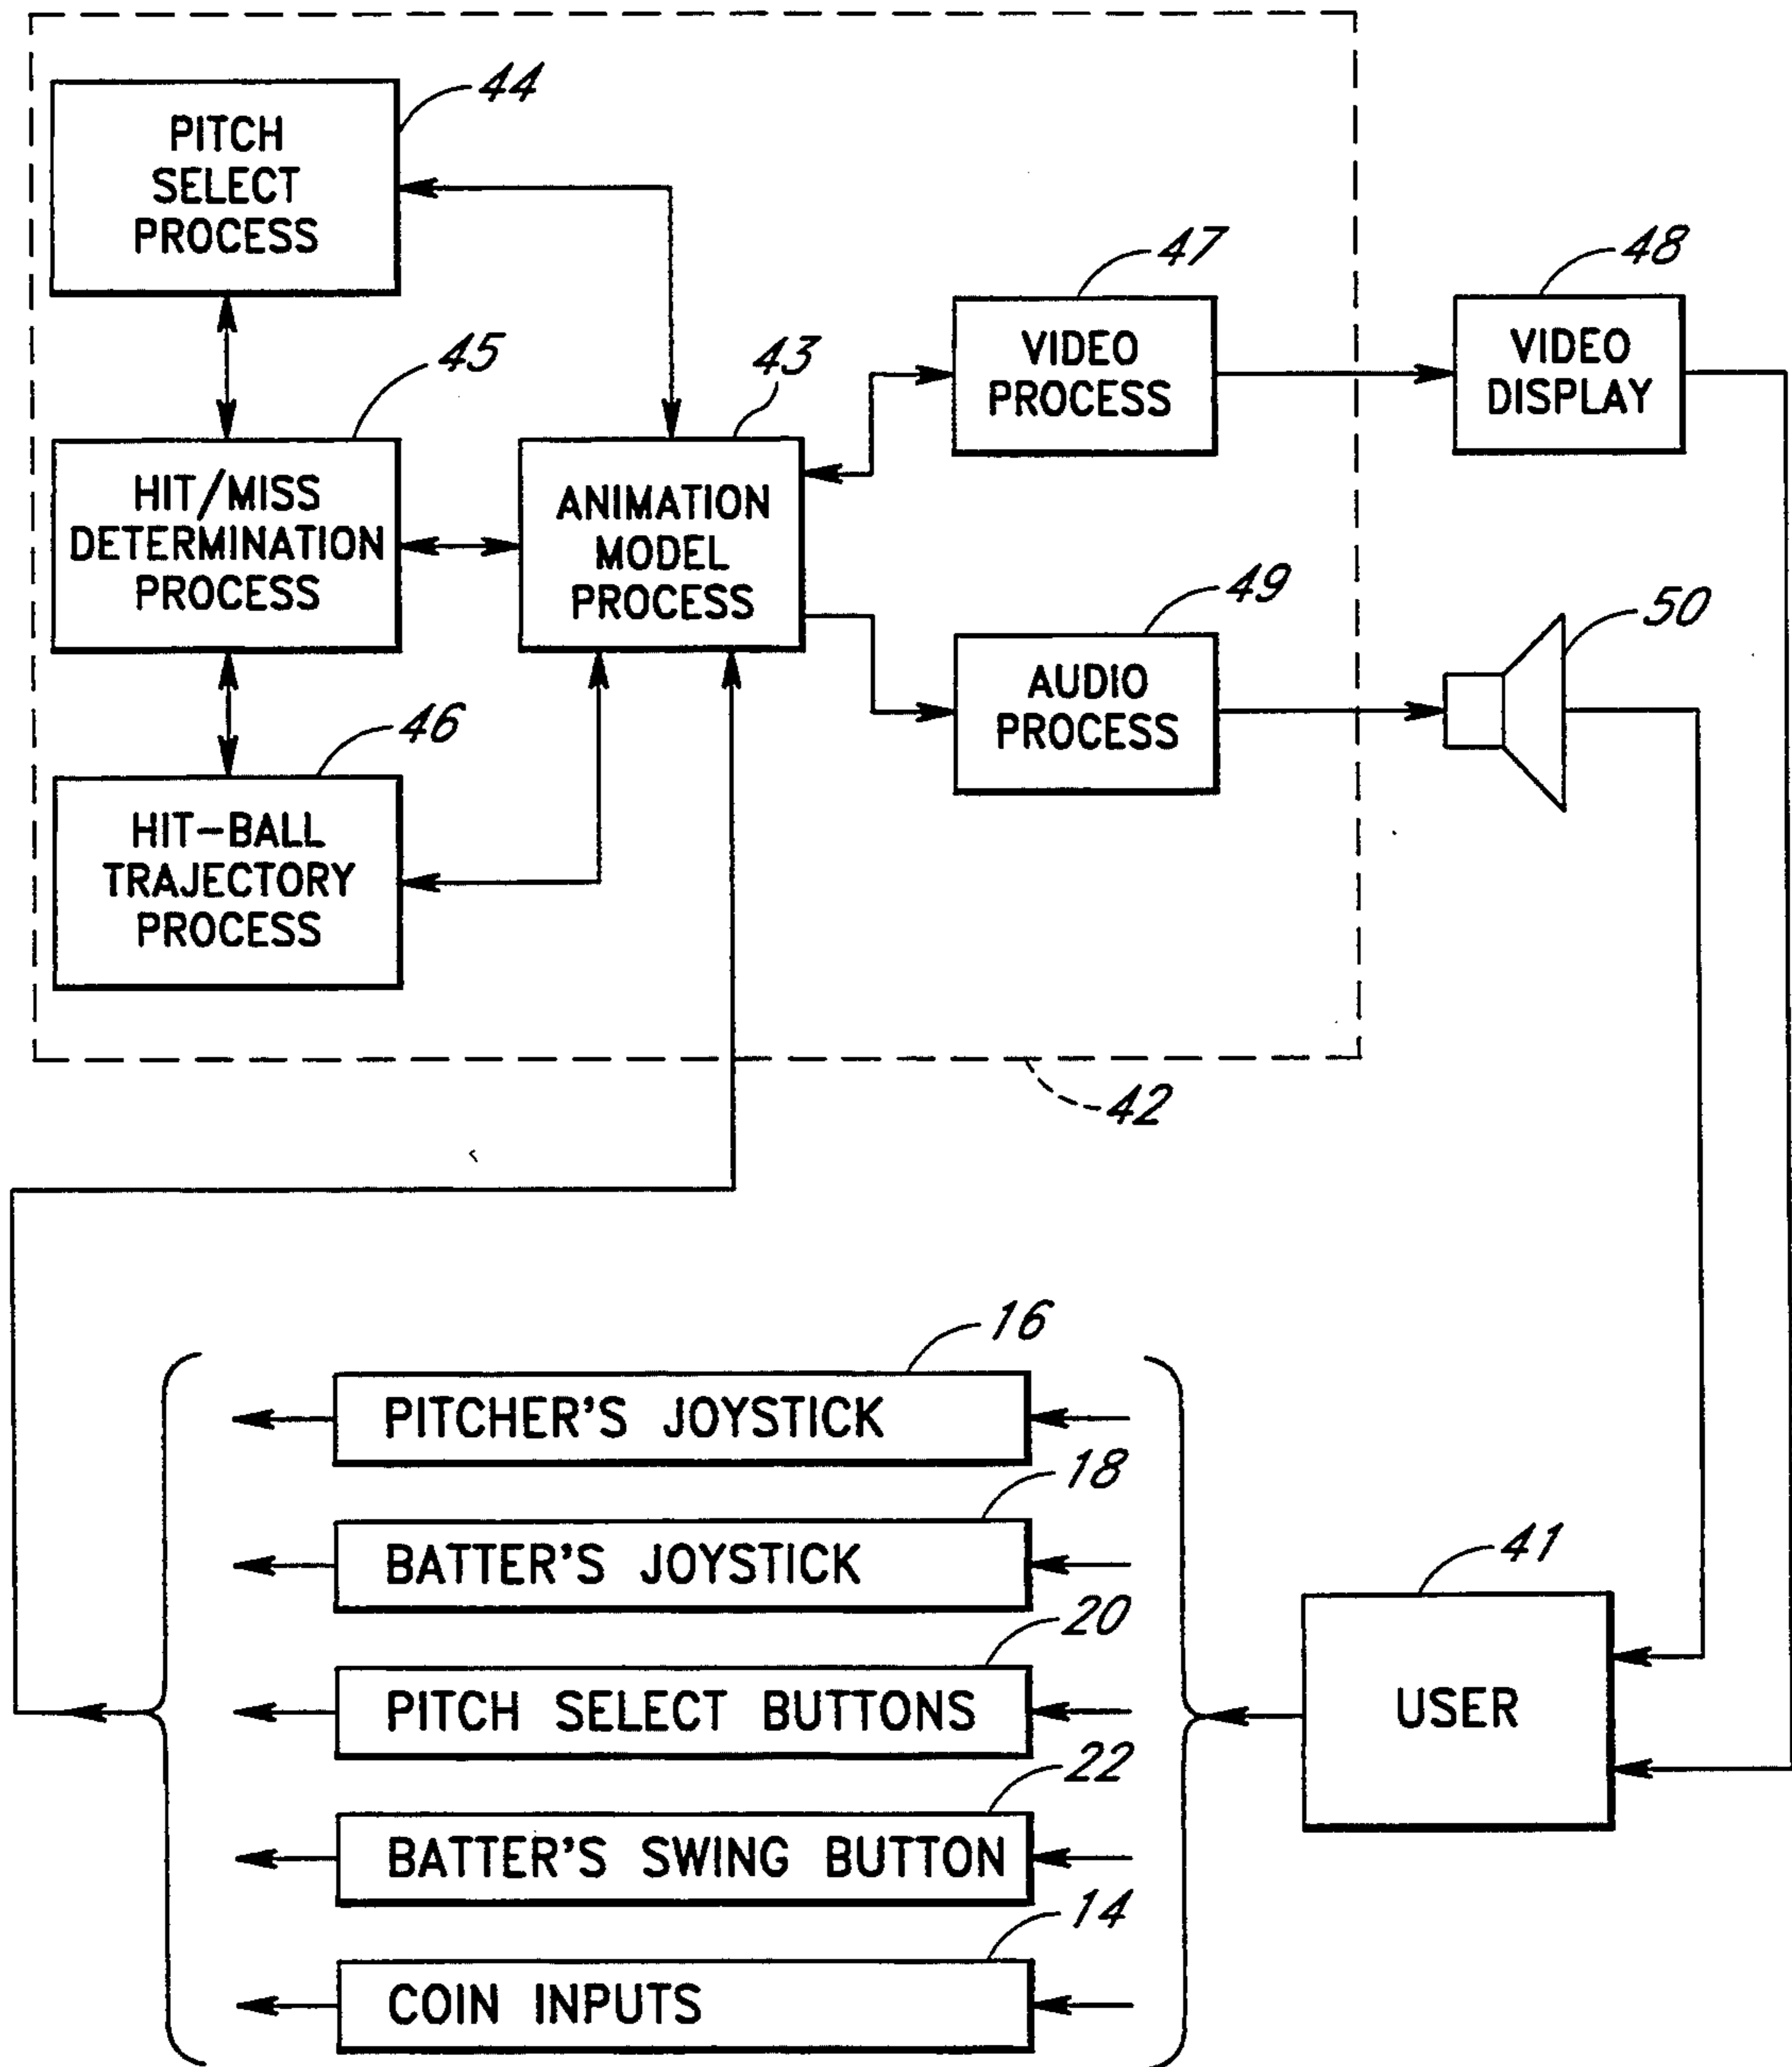 44
PITCH
SELECT
PROCESS
47
48
VIDEO
PROCESS
VIDEO
DISPLAY
45
43
HIT/MISS
DETERMINATION
PROCESS
ANIMATION
MODEL
PROCESS
49
50
AUDIO
PROCESS
46
HIT-BALL
TRAJECTORY
PROCESS
42
16
PITCHER'S JOYSTICK
18
BATTER'S JOYSTICK
41
20
PITCH SELECT BUTTONS
USER
22
BATTER'S SWING BUTTON
14
COIN INPUTS